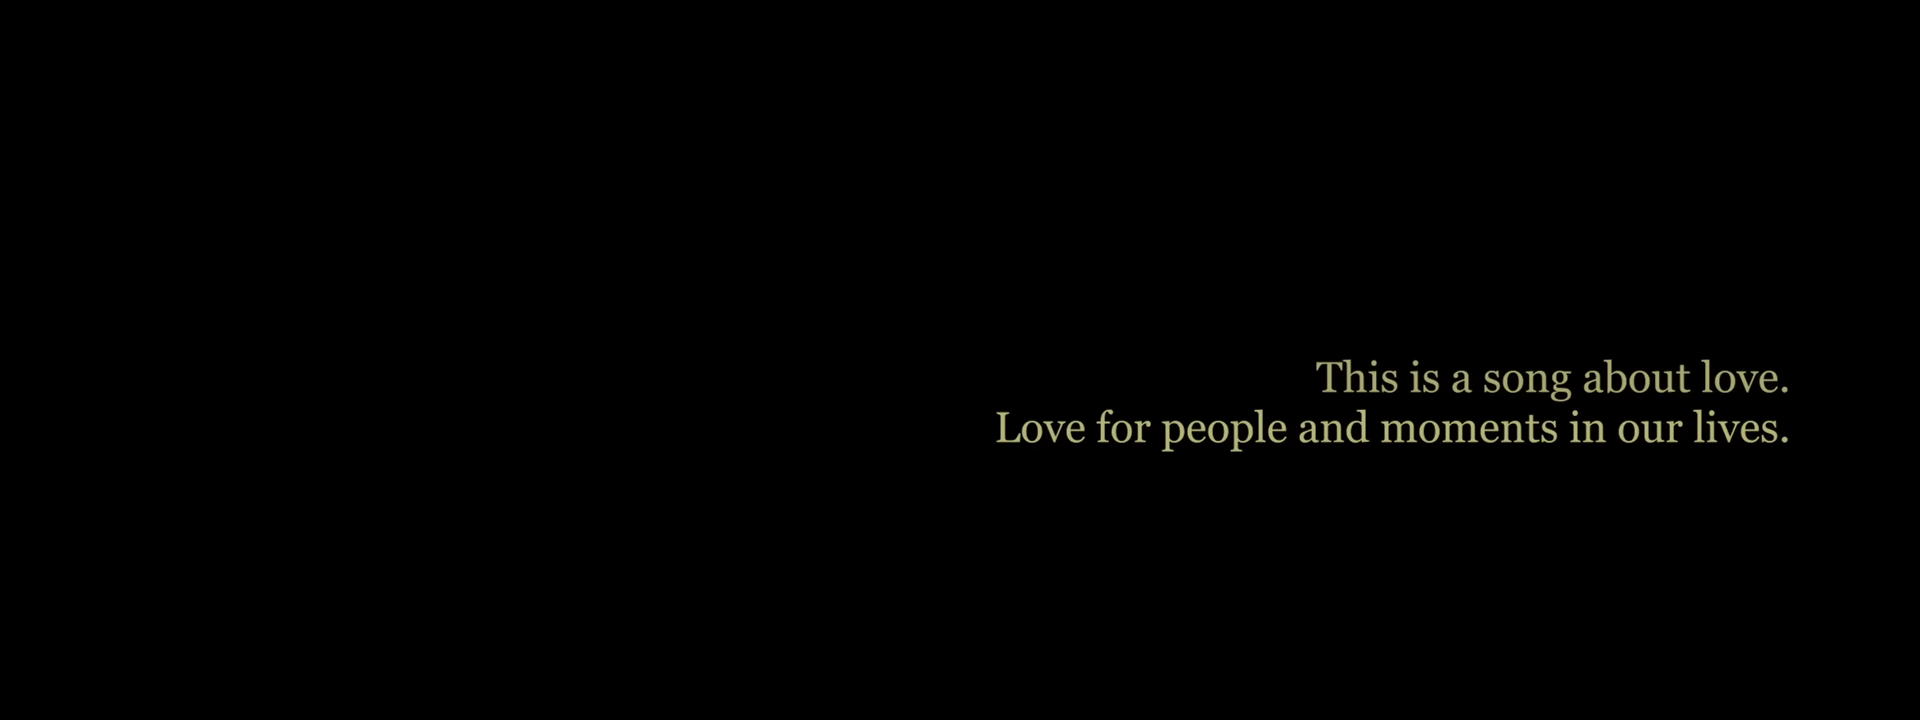 This is a song about love.
Love for people and moments in our lives.